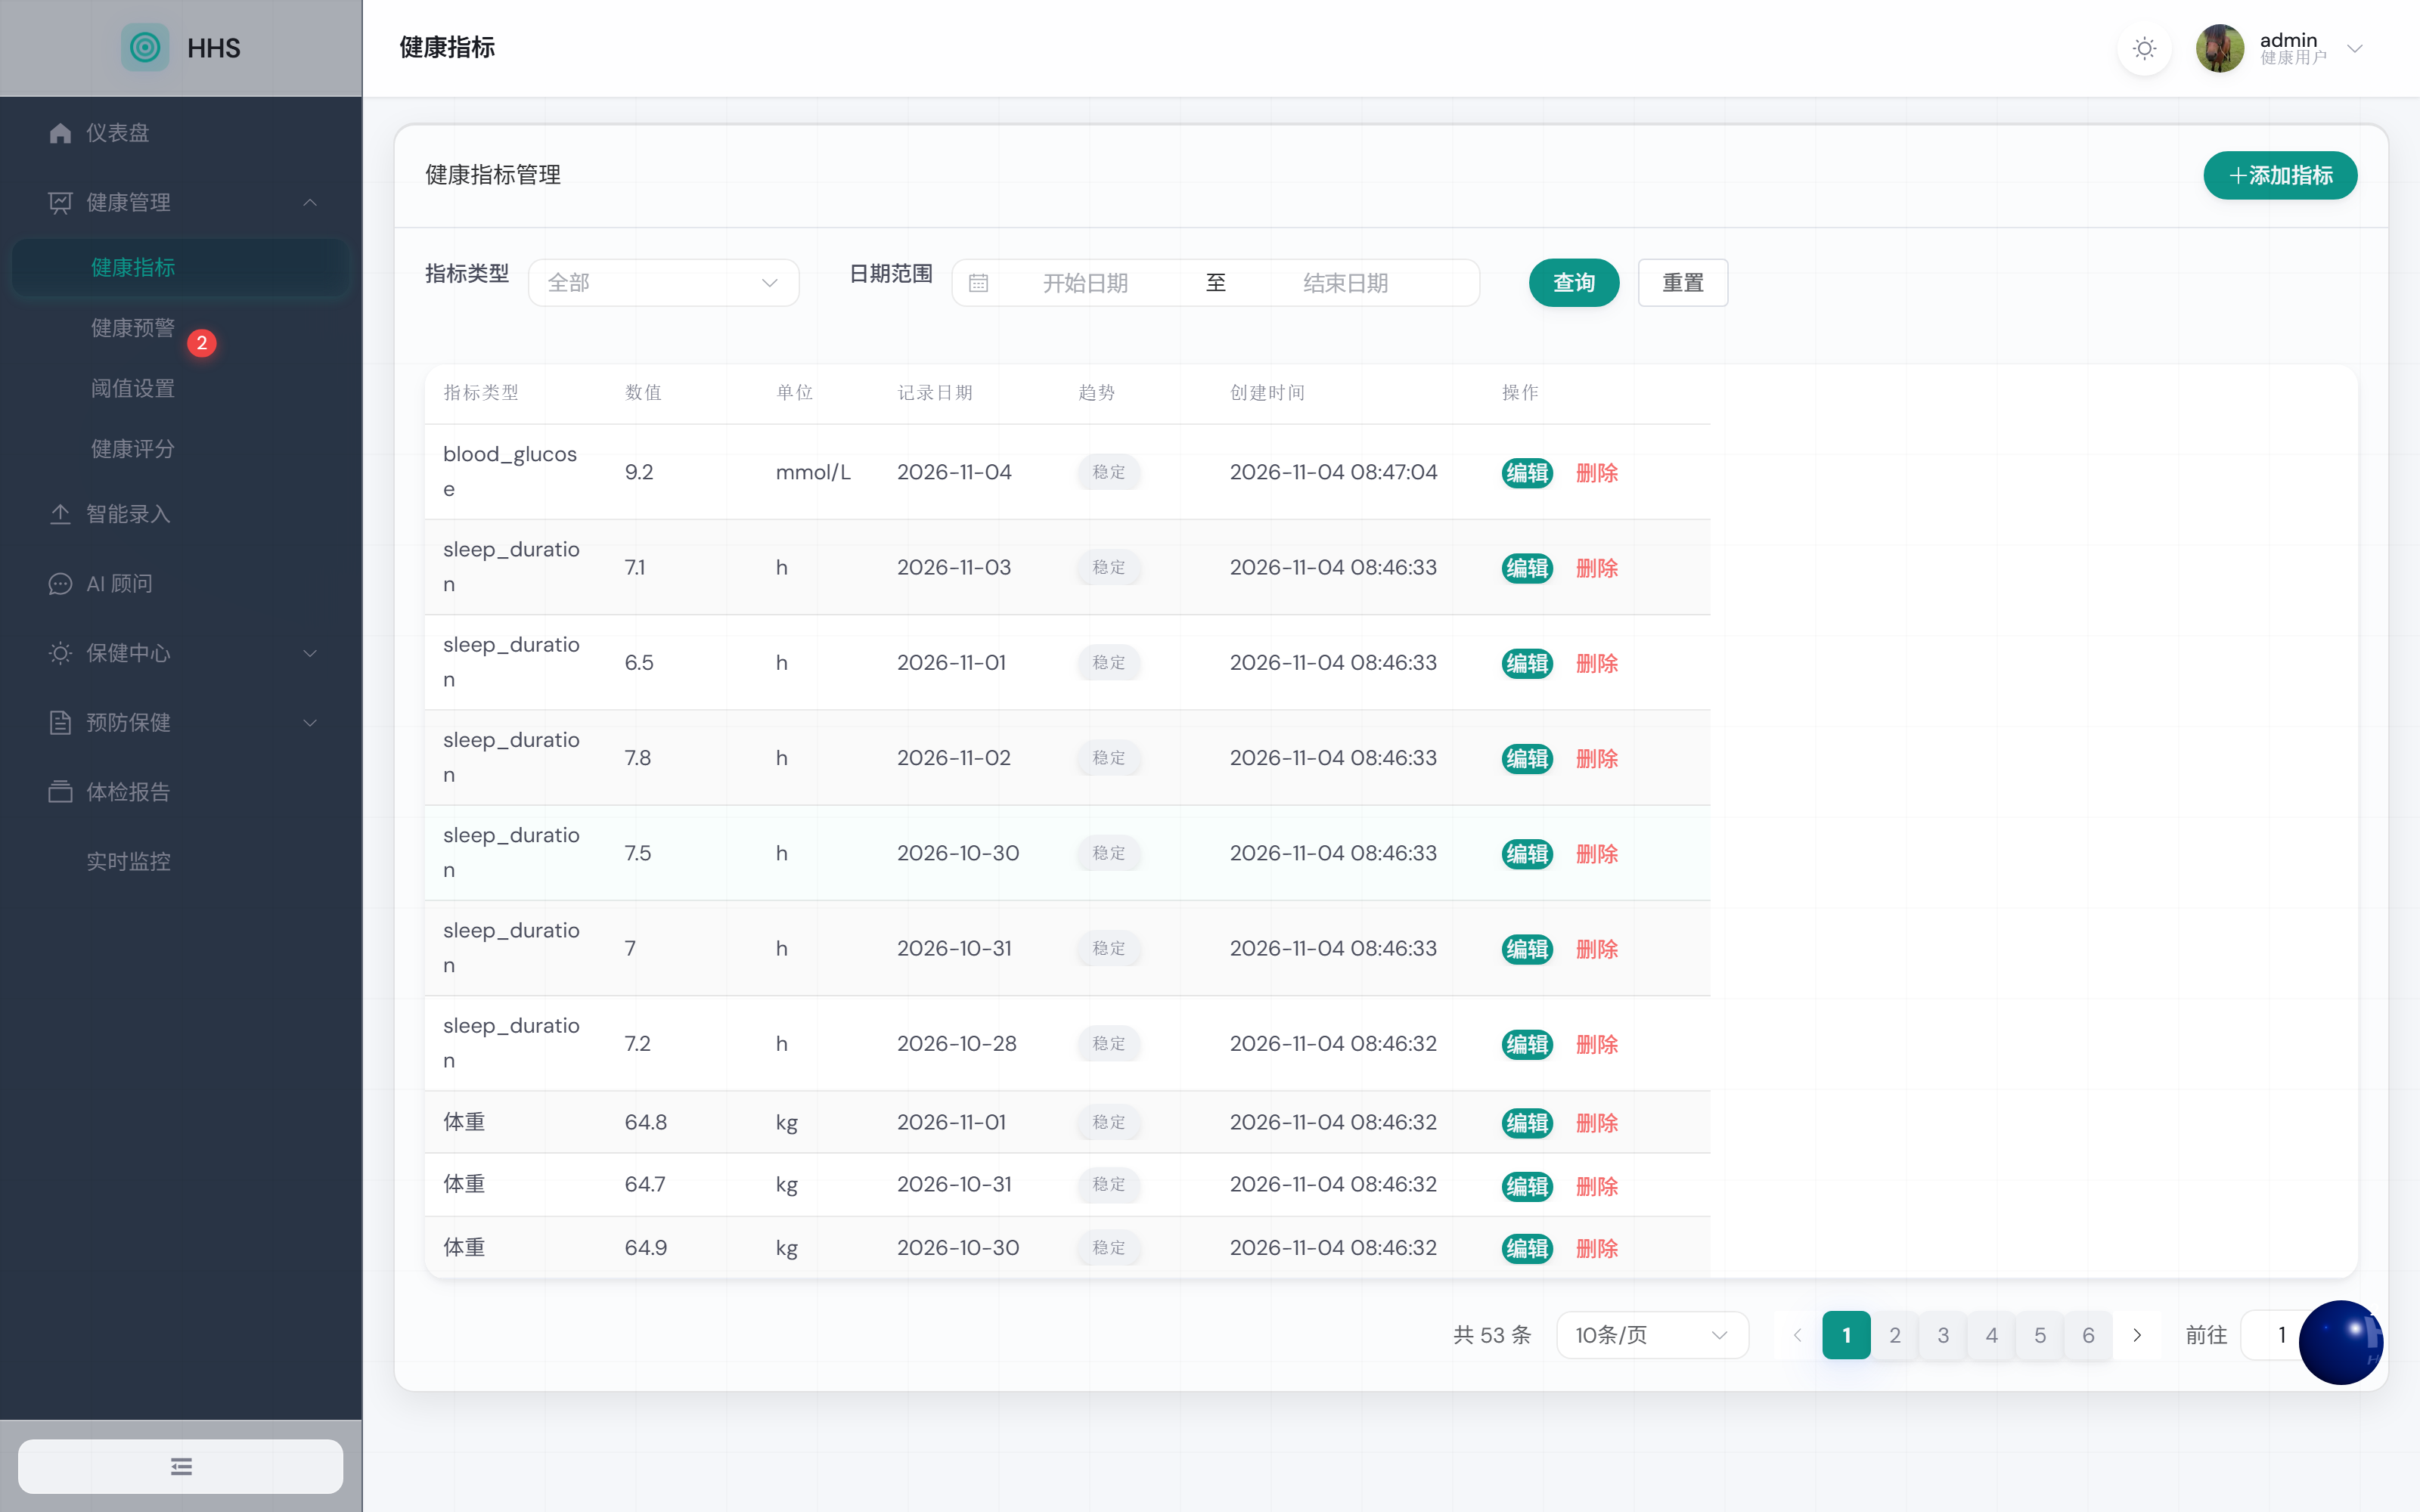 HHS
健康指标
admin
健康用户
仪表盘
健康管理
健康指标
健康预警
2
阈值设置
健康评分
智能录入
AI 顾问
保健中心
预防保健
体检报告
实时监控
健康指标管理
添加指标
指标类型 全部 日期范围 开始日期 至 结束日期 查询 重置
指标类型 数值 单位 记录日期 趋势 创建时间 操作
blood_glucos
e
9.2 mmol/L 2026-11-04 稳定 2026-11-04 08:47:04 编辑 删除
sleep_duratio
n
7.1 h 2026-11-03 稳定 2026-11-04 08:46:33 编辑 删除
sleep_duratio
n
6.5 h 2026-11-01 稳定 2026-11-04 08:46:33 编辑 删除
sleep_duratio
n
7.8 h 2026-11-02 稳定 2026-11-04 08:46:33 编辑 删除
sleep_duratio
n
7.5 h 2026-10-30 稳定 2026-11-04 08:46:33 编辑 删除
sleep_duratio
n
7 h 2026-10-31 稳定 2026-11-04 08:46:33 编辑 删除
sleep_duratio
n
7.2 h 2026-10-28 稳定 2026-11-04 08:46:32 编辑 删除
体重 64.8 kg 2026-11-01 稳定 2026-11-04 08:46:32 编辑 删除
体重 64.7 kg 2026-10-31 稳定 2026-11-04 08:46:32 编辑 删除
体重 64.9 kg 2026-10-30 稳定 2026-11-04 08:46:32 编辑 删除
共 53 条 10条/页 1 2 3 4 5 6 前往 1